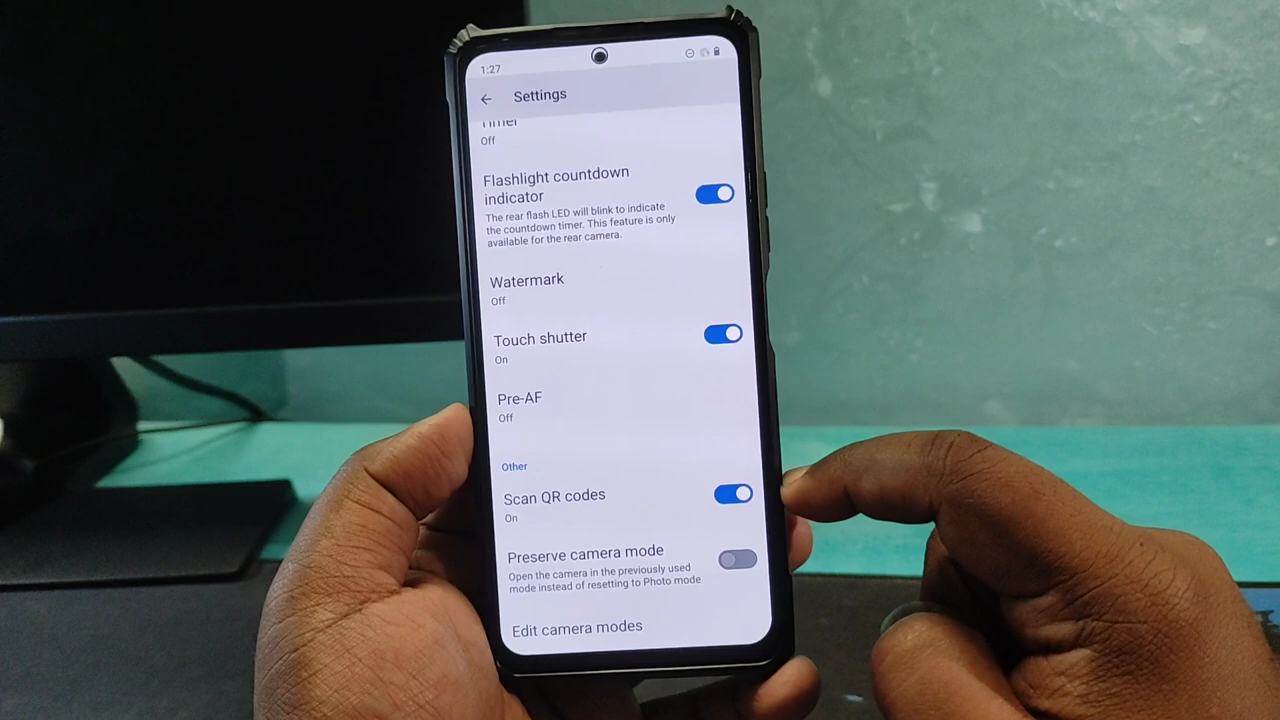 1:27
Settings
Timer
Off
Flashlight countdown
indicator
The rear flash LED will blink to indicate
the countdown timer. This feature is only
available for the rear camera.
Watermark
Off
Touch shutter
On
Pre-AF
Off
Other
Scan QR codes
On
Preserve camera mode
Open the camera in the previously used
mode instead of resetting to Photo mode
Edit camera modes